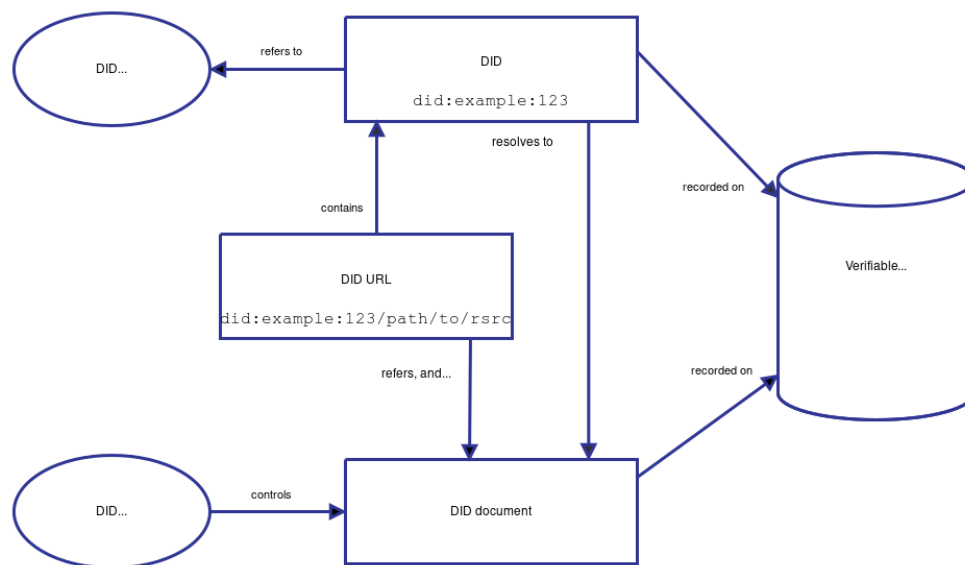 DID...
refers to
DID
did:example:123
resolves to
recorded on
contains
Verifiable...
DID URL
did:example:123/path/to/rsrc
refers, and...
recorded on
DID...
controls
DID document